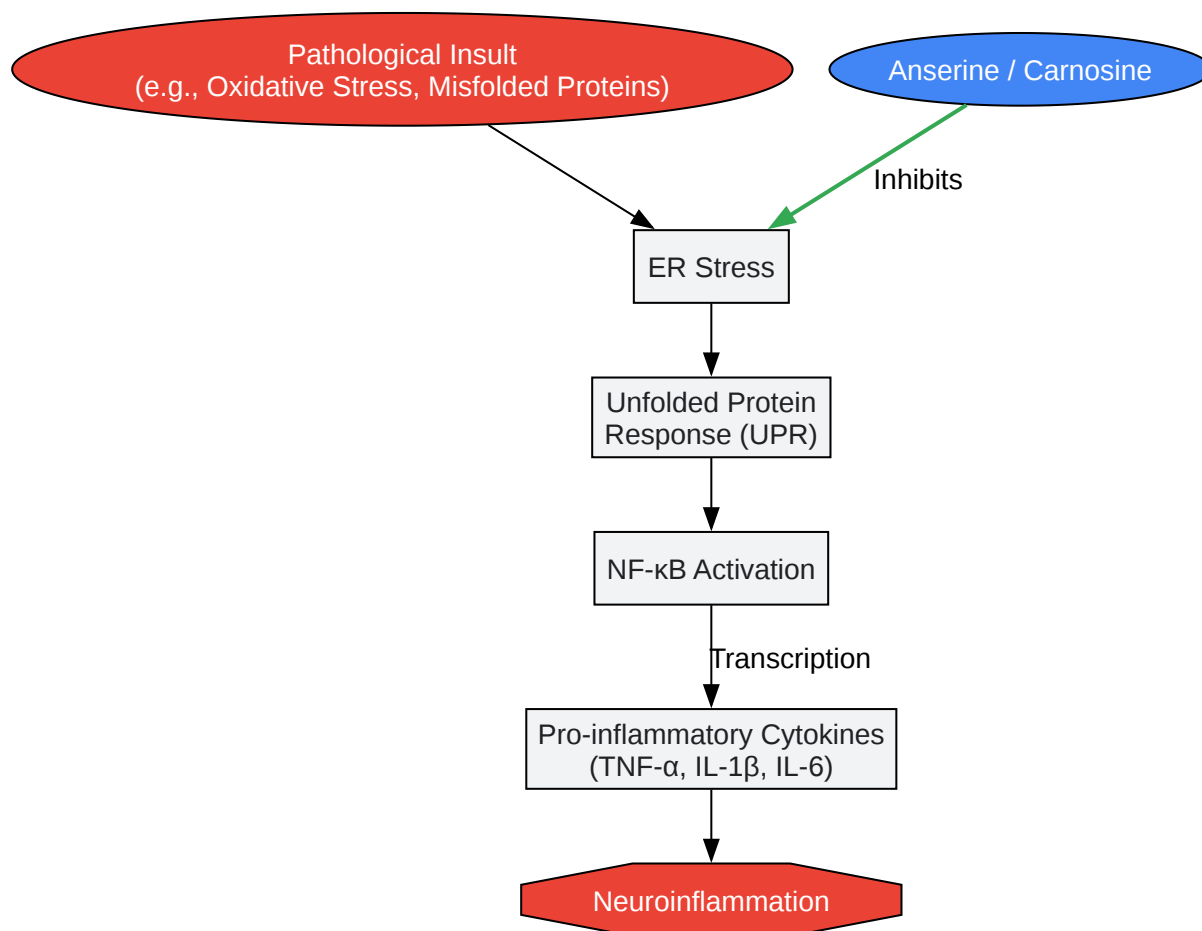 Pathological Insult
(e.g., Oxidative Stress, Misfolded Proteins)
Anserine / Carnosine
Inhibits
ER Stress
Unfolded Protein
Response (UPR)
NF-κB Activation
Transcription
Pro-inflammatory Cytokines
(TNF-α, IL-1β, IL-6)
Neuroinflammation